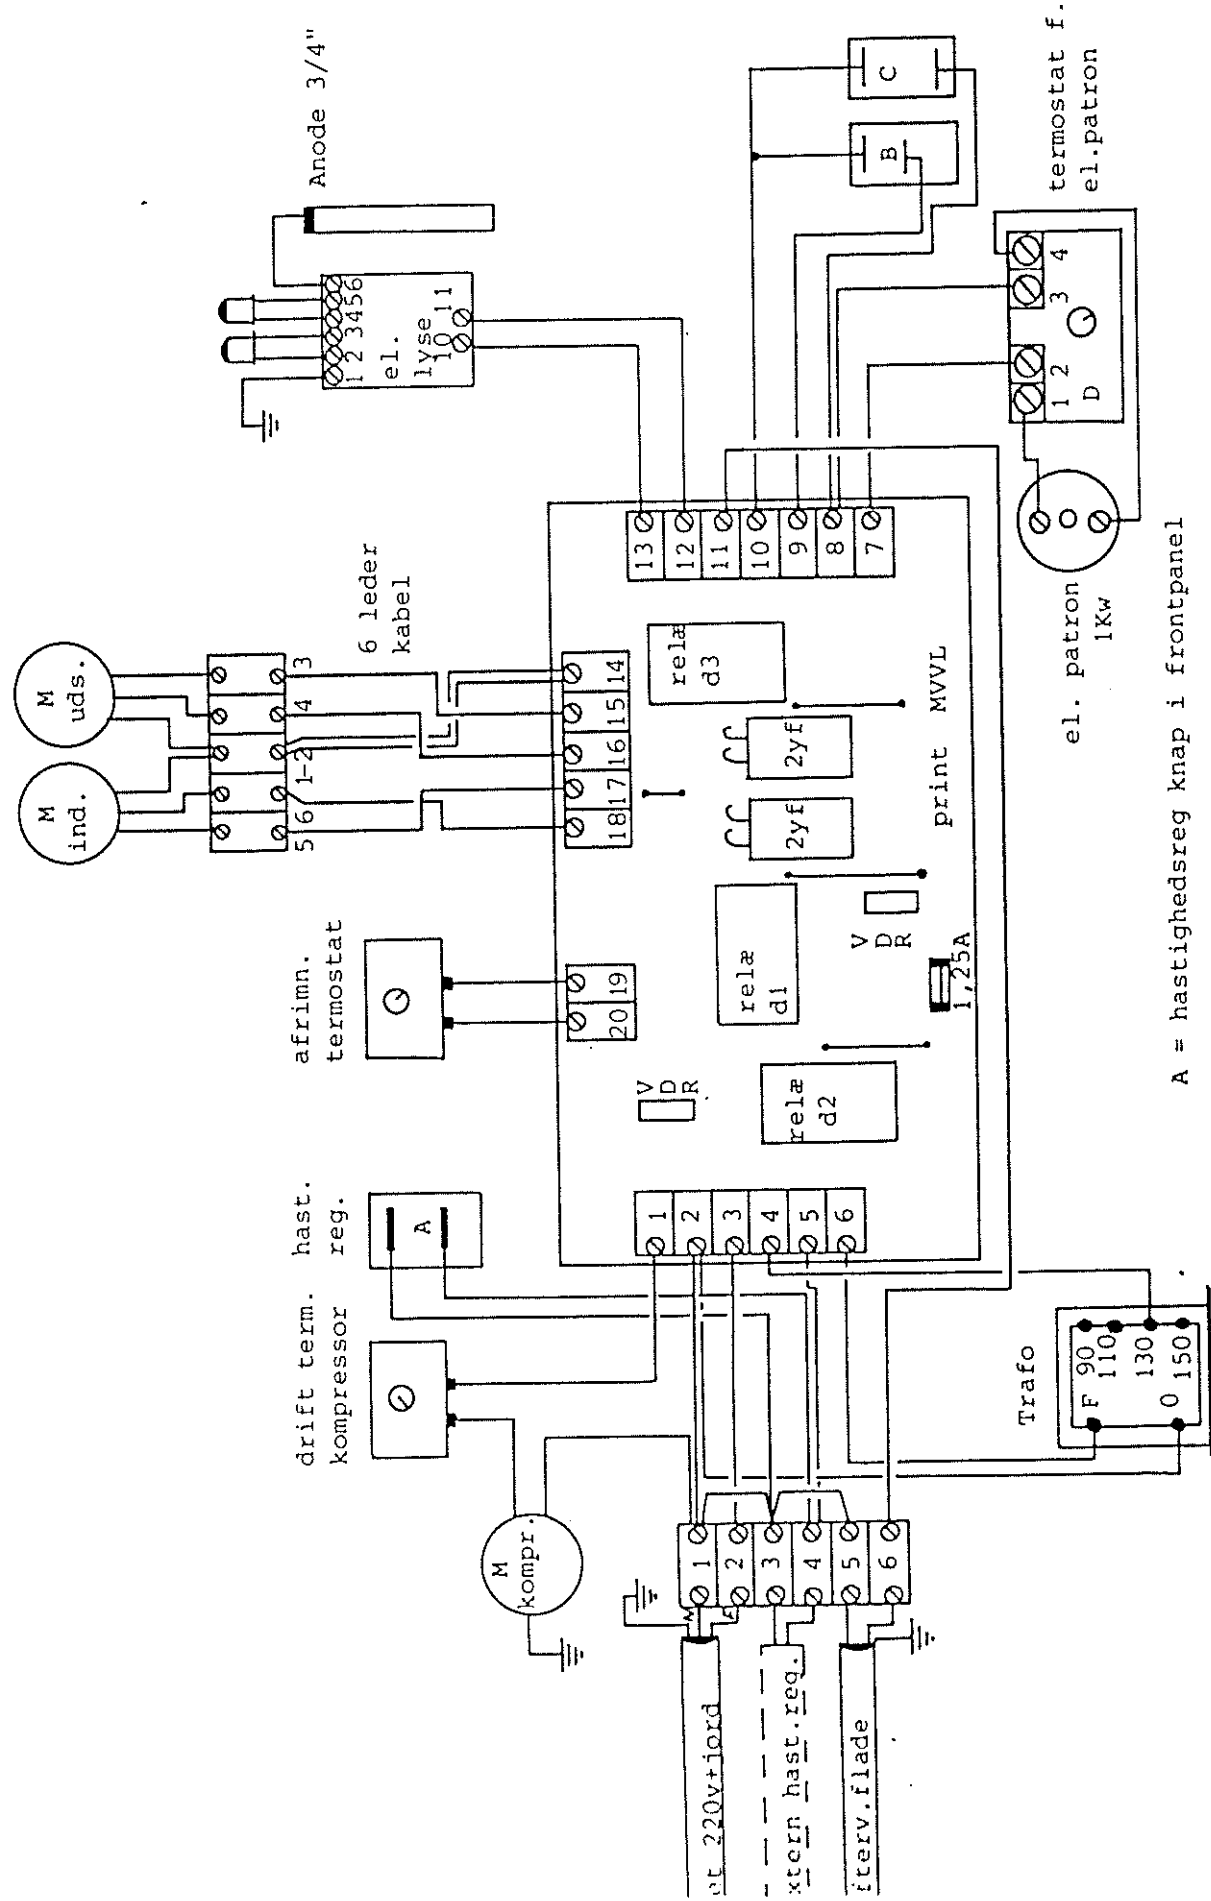 Anode 3/4"
1 2 3456
el.
lyse
10 11
M
uds.
M
ind.
5 6 1-2 4 3
6 leder
kabel
afrimn.
termostat
drift term.
kompressor
hast.
reg.
A
M
kompr.
20 19
18 17 16 15 14
13
12
11
10
9
8
7
relæ
d3
2yf
2yf
relæ
d1
relæ
d2
V
D
R
V
D
R
1,25A
print MVVL
1
2
3
4
5
6
1
2
3
4
5
6
M
220v+jord
hast.reg.
flade
Trafo
F 90
110
130
O 150
B
C
termostat f.
el.patron
1 2 3 4
D
el. patron
1Kw
A = hastighedsreg knap i frontpanel